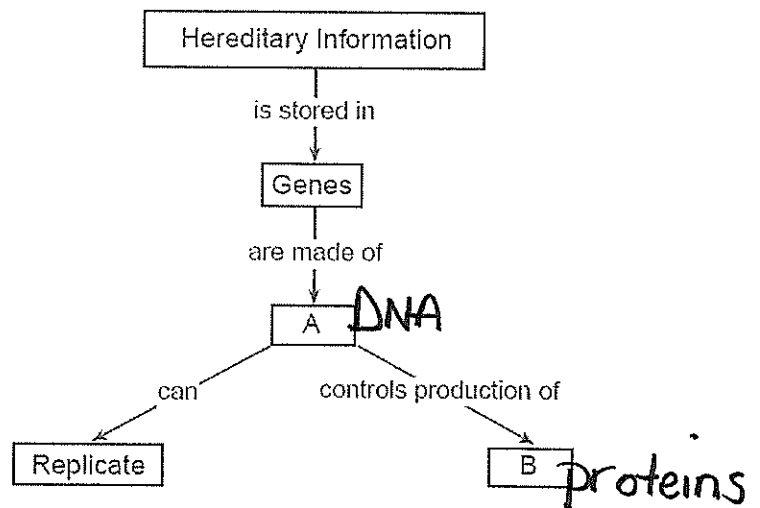 Hereditary Information
is stored in
Genes
are made of
A DNA
can controls production of
Replicate B proteins